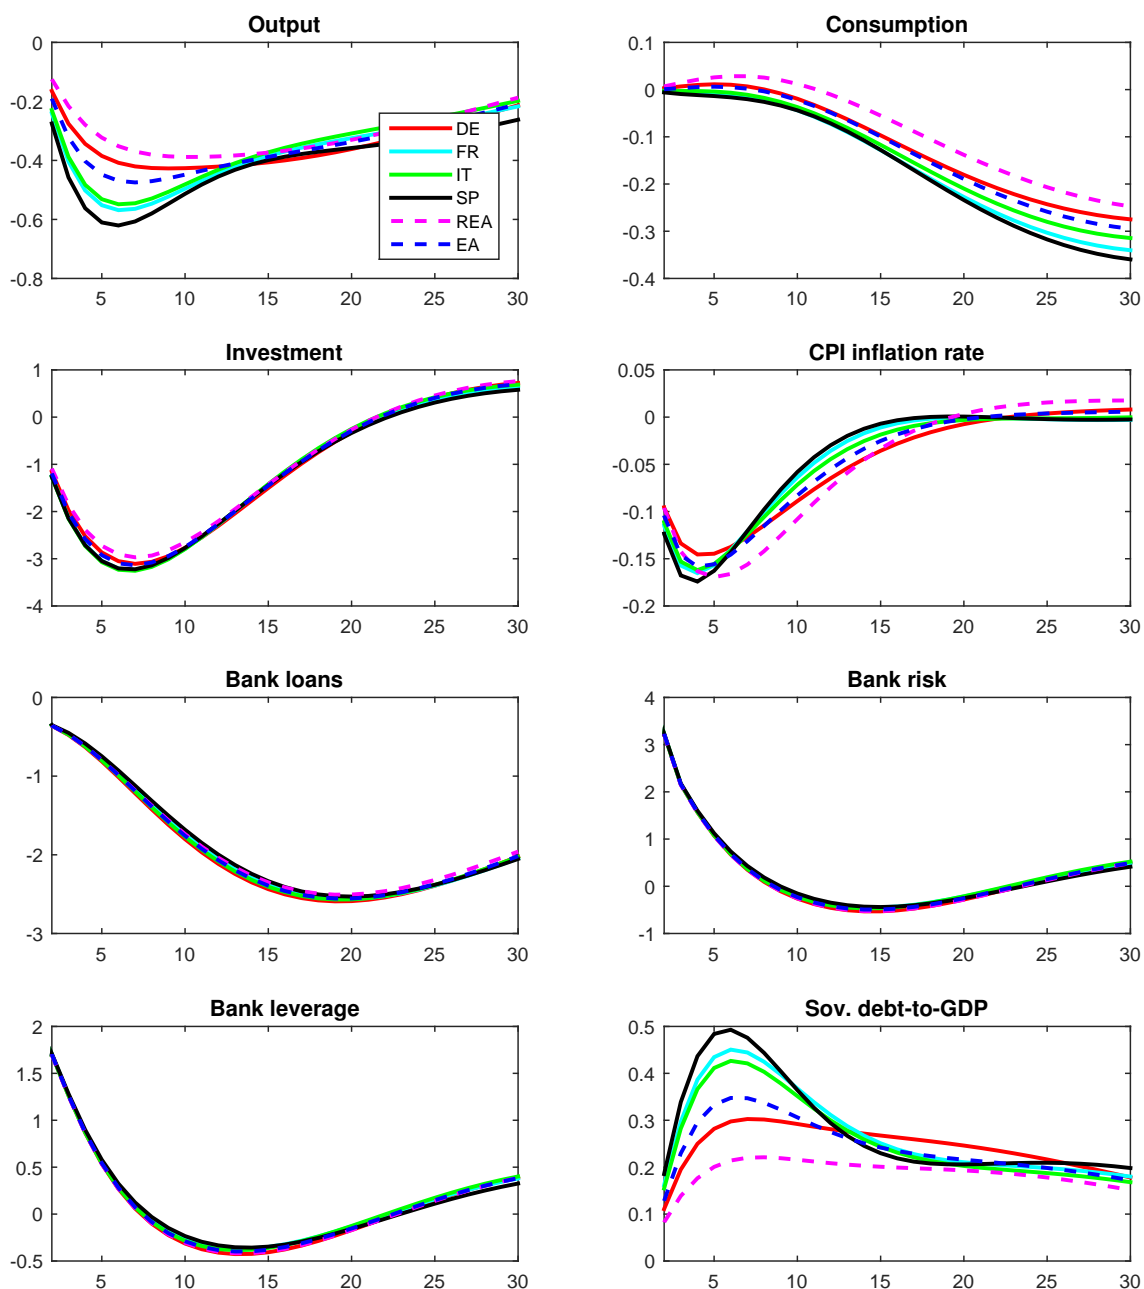 Output
0
-0.2
-0.4
-0.6
-0.8
5 10 15 20 25 30
DE
FR
IT
SP
REA
EA
Consumption
0.1
0
-0.1
-0.2
-0.3
-0.4
5 10 15 20 25 30
Investment
1
0
-1
-2
-3
-4
5 10 15 20 25 30
CPI inflation rate
0.05
0
-0.05
-0.1
-0.15
-0.2
5 10 15 20 25 30
Bank loans
0
-1
-2
-3
5 10 15 20 25 30
Bank risk
4
3
2
1
0
-1
5 10 15 20 25 30
Bank leverage
2
1.5
1
0.5
0
-0.5
5 10 15 20 25 30
Sov. debt-to-GDP
0.5
0.4
0.3
0.2
0.1
0
5 10 15 20 25 30